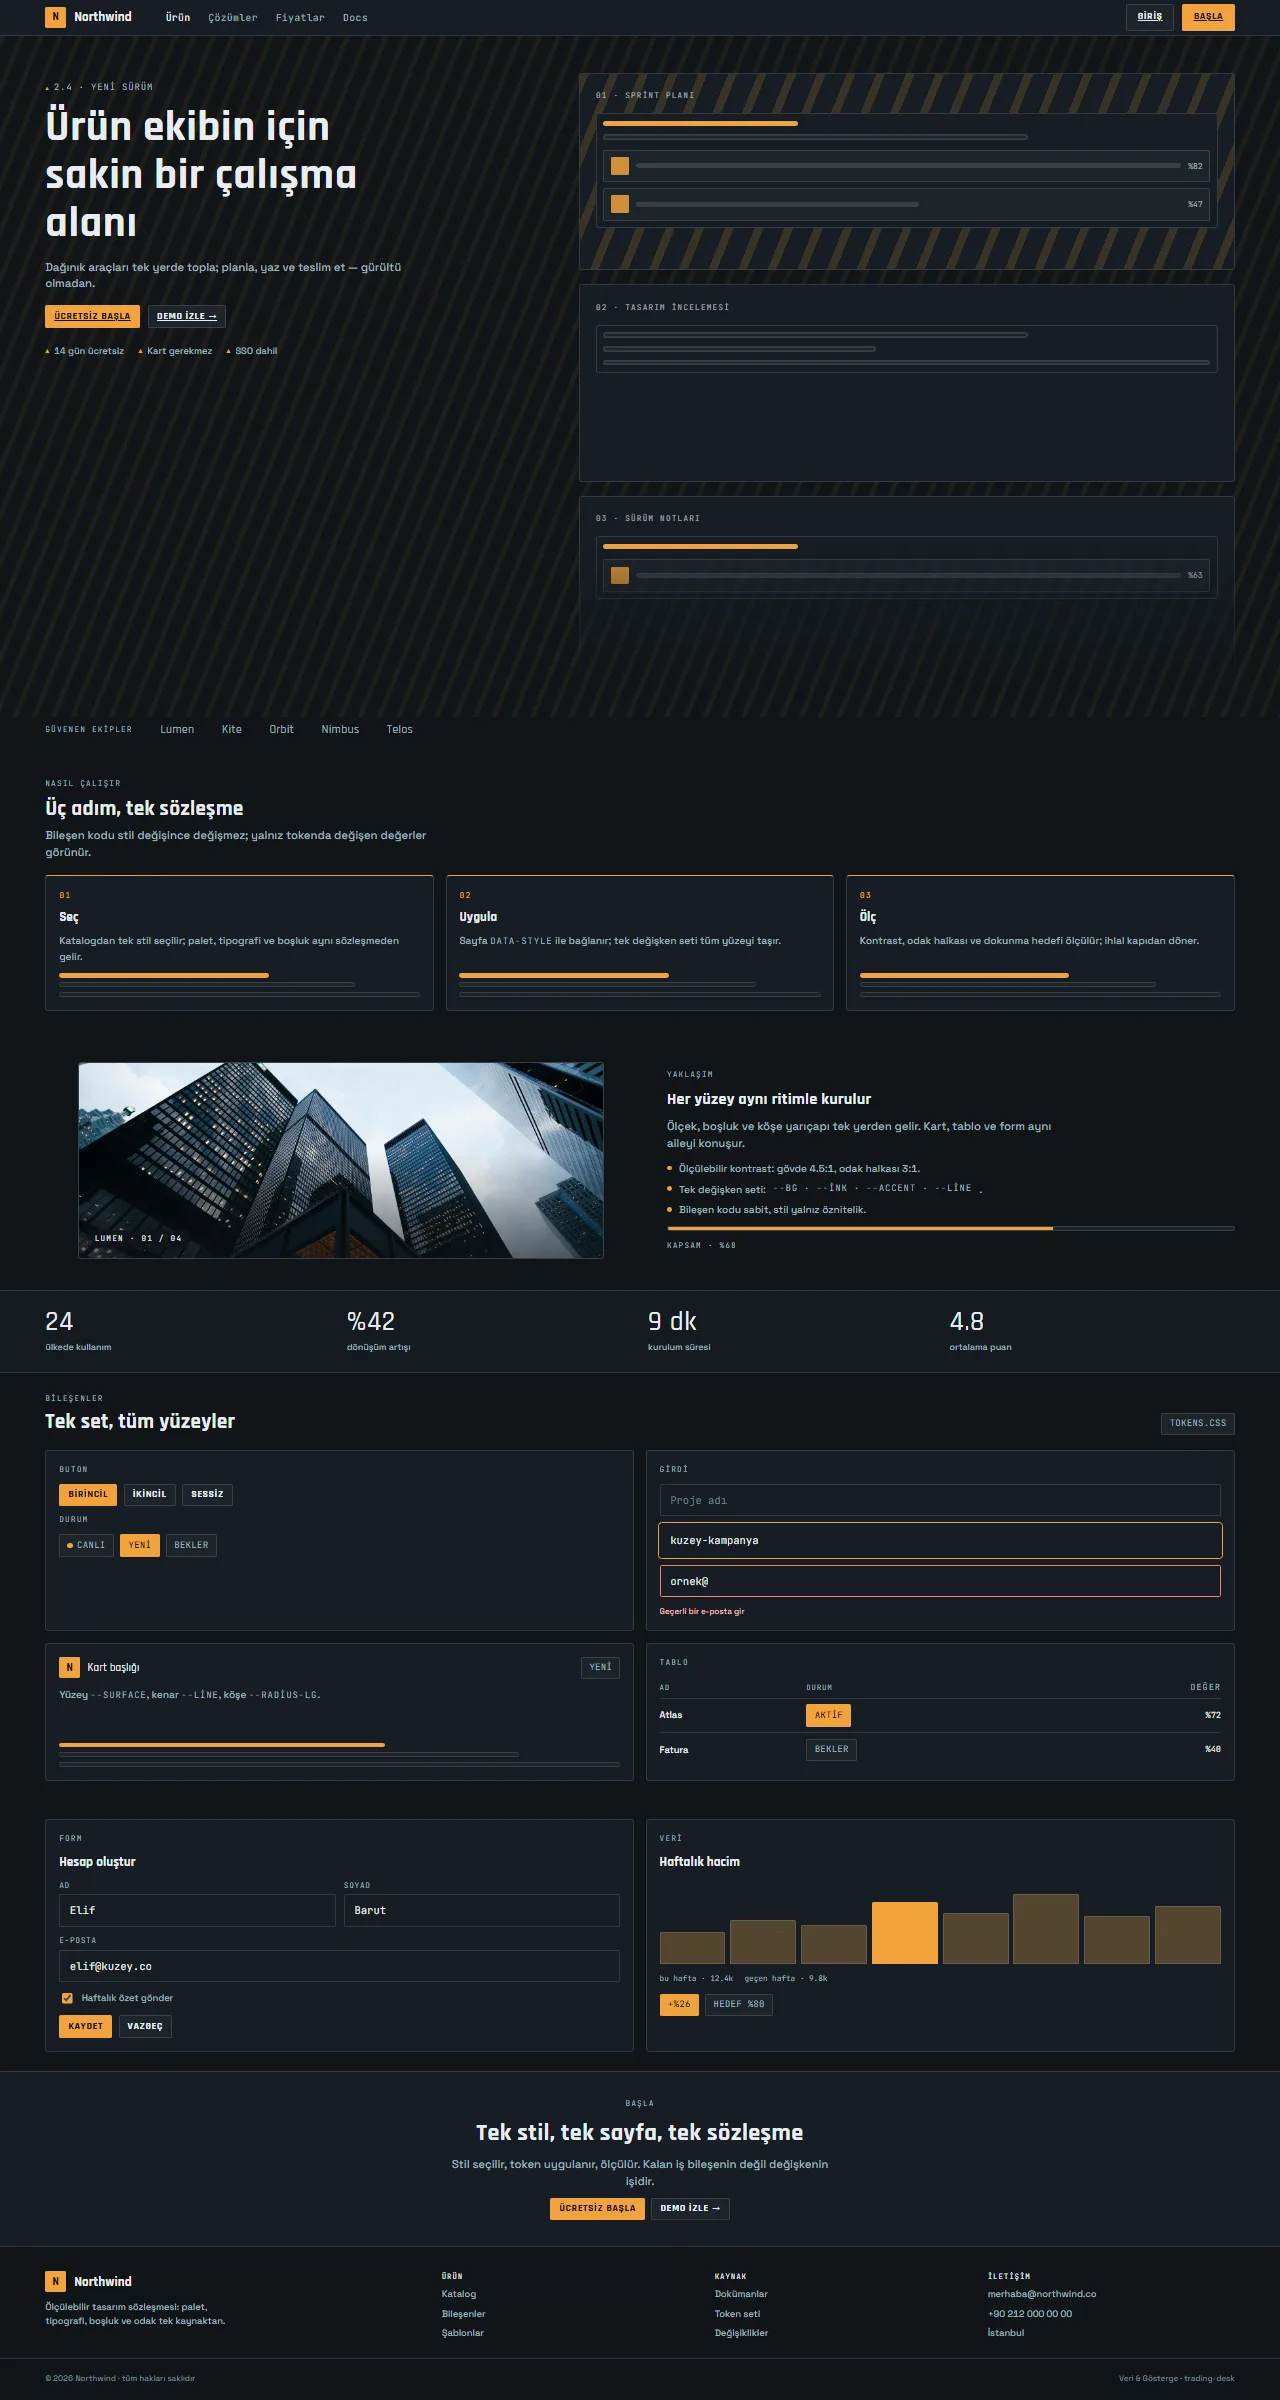 N Northwind Ürün Çözümler Fiyatlar Docs GİRİŞ BAŞLA
▲ 2.4 · YENİ SÜRÜM
Ürün ekibin için
sakin bir çalışma
alanı
Dağınık araçları tek yerde topla; planla, yaz ve teslim et — gürültü
olmadan.
ÜCRETSİZ BAŞLA DEMO İZLE →
▲ 14 gün ücretsiz ▲ Kart gerekmez ▲ SSO dahil
01 · SPRİNT PLANI
%82
%47
02 · TASARIM İNCELEMESİ
03 · SÜRÜM NOTLARI
%63
GÜVENEN EKİPLER Lumen Kite Orbit Nimbus Telos
NASIL ÇALIŞIR
Üç adım, tek sözleşme
Bileşen kodu stil değişince değişmez; yalnız tokenda değişen değerler
görünür.
01
Seç
Katalogdan tek stil seçilir; palet, tipografi ve boşluk aynı sözleşmeden
gelir.
02
Uygula
Sayfa DATA-STYLE ile bağlanır; tek değişken seti tüm yüzeyi taşır.
03
Ölç
Kontrast, odak halkası ve dokunma hedefi ölçülür; ihlal kapıdan döner.
LUMEN · 01 / 04
YAKLAŞIM
Her yüzey aynı ritimle kurulur
Ölçek, boşluk ve köşe yarıçapı tek yerden gelir. Kart, tablo ve form aynı
aileyi konuşur.
Ölçülebilir kontrast: gövde 4.5:1, odak halkası 3:1.
Tek değişken seti: --BG · --İNK · --ACCENT · --LİNE .
Bileşen kodu sabit, stil yalnız öznitelik.
KAPSAM · %68
24
ülkede kullanım
%42
dönüşüm artışı
9 dk
kurulum süresi
4.8
ortalama puan
BİLEŞENLER
Tek set, tüm yüzeyler
TOKENS.CSS
BUTON
BİRİNCİL İKİNCİL SESSİZ
DURUM
CANLI YENİ BEKLER
GİRDİ
Proje adı
kuzey-kampanya
ornek@
Geçerli bir e-posta gir
N Kart başlığı YENİ
Yüzey --SURFACE, kenar --LİNE, köşe --RADİUS-LG.
TABLO
AD DURUM DEĞER
Atlas AKTİF %72
Fatura BEKLER %40
FORM
Hesap oluştur
AD SOYAD
Elif Barut
E-POSTA
elif@kuzey.co
Haftalık özet gönder
KAYDET VAZGEÇ
VERİ
Haftalık hacim
bu hafta · 12.4k geçen hafta · 9.8k
+%26 HEDEF %80
BAŞLA
Tek stil, tek sayfa, tek sözleşme
Stil seçilir, token uygulanır, ölçülür. Kalan iş bileşenin değil değişkenin
işidir.
ÜCRETSİZ BAŞLA DEMO İZLE →
N Northwind
Ölçülebilir tasarım sözleşmesi: palet,
tipografi, boşluk ve odak tek kaynaktan.
ÜRÜN
Katalog
Bileşenler
Şablonlar
KAYNAK
Dokümanlar
Token seti
Değişiklikler
İLETİŞİM
merhaba@northwind.co
+90 212 000 00 00
İstanbul
© 2026 Northwind · tüm hakları saklıdır
Veri & Gösterge · trading-desk